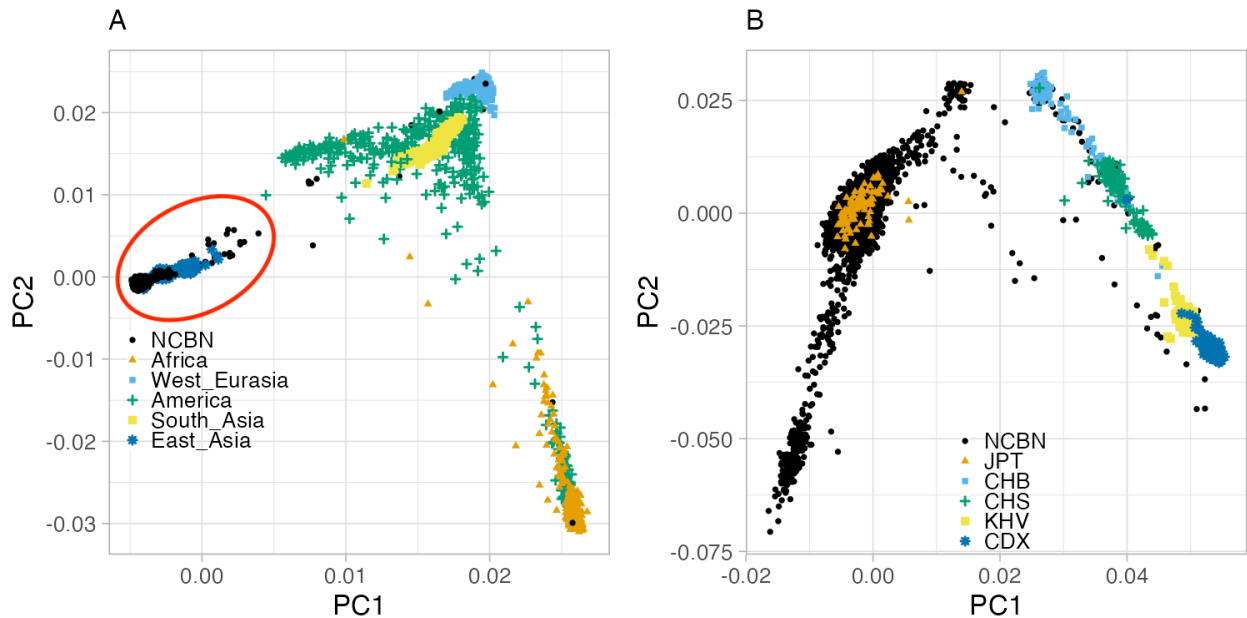 A
0.02
0.01
0.00
-0.01
-0.02
-0.03
PC2
NCBN
Africa
West_Eurasia
America
South_Asia
East_Asia
0.00
0.01
0.02
PC1
B
0.025
0.000
-0.025
-0.050
-0.075
PC2
NCBN
JPT
CHB
CHS
KHV
CDX
-0.02
0.00
0.02
0.04
PC1